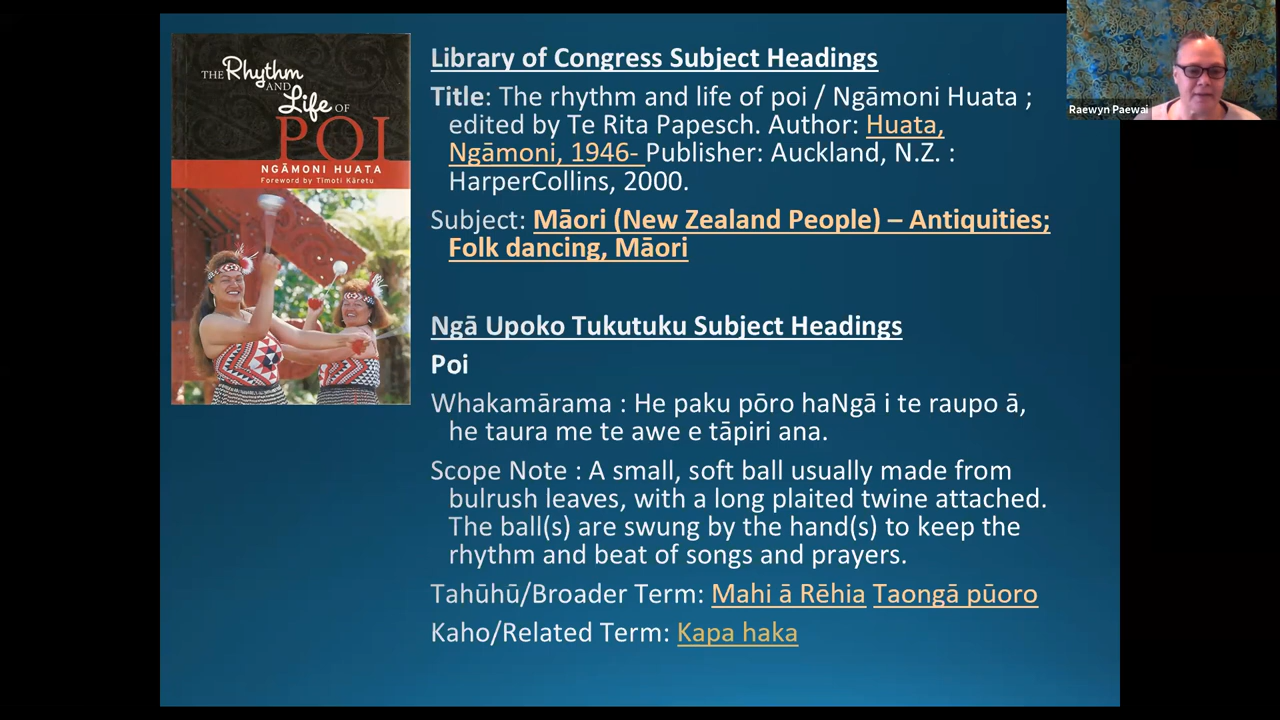 THE Rhythm
AND
Life OF
POI
NGĀMONI HUATA
Foreword by Tīmoti Kāretu
Library of Congress Subject Headings
Title: The rhythm and life of poi / Ngāmoni Huata ;
edited by Te Rita Papesch. Author: Huata,
Ngāmoni, 1946- Publisher: Auckland, N.Z. :
HarperCollins, 2000.
Subject: Māori (New Zealand People) – Antiquities;
Folk dancing, Māori
Ngā Upoko Tukutuku Subject Headings
Poi
Whakamārama : He paku pōro haNgā i te raupo ā,
he taura me te awe e tāpiri ana.
Scope Note : A small, soft ball usually made from
bulrush leaves, with a long plaited twine attached.
The ball(s) are swung by the hand(s) to keep the
rhythm and beat of songs and prayers.
Tahūhū/Broader Term: Mahi ā Rēhia Taongā pūoro
Kaho/Related Term: Kapa haka
Raewyn Paewai